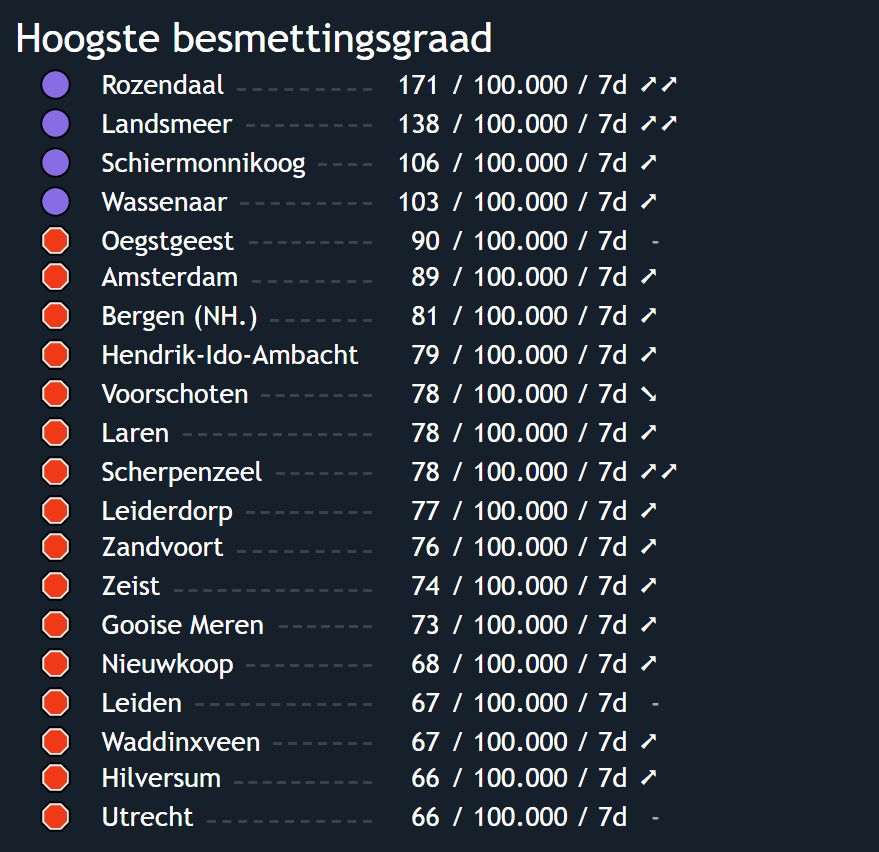 Hoogste besmettingsgraad
Rozendaal 171 / 100.000 / 7d ➚➚
Landsmeer 138 / 100.000 / 7d ➚➚
Schiermonnikoog 106 / 100.000 / 7d ➚
Wassenaar 103 / 100.000 / 7d ➚
Oegstgeest 90 / 100.000 / 7d -
Amsterdam 89 / 100.000 / 7d ➚
Bergen (NH.) 81 / 100.000 / 7d ➚
Hendrik-Ido-Ambacht 79 / 100.000 / 7d ➚
Voorschoten 78 / 100.000 / 7d ➘
Laren 78 / 100.000 / 7d ➚
Scherpenzeel 78 / 100.000 / 7d ➚➚
Leiderdorp 77 / 100.000 / 7d ➚
Zandvoort 76 / 100.000 / 7d ➚
Zeist 74 / 100.000 / 7d ➚
Gooise Meren 73 / 100.000 / 7d ➚
Nieuwkoop 68 / 100.000 / 7d ➚
Leiden 67 / 100.000 / 7d -
Waddinxveen 67 / 100.000 / 7d ➚
Hilversum 66 / 100.000 / 7d ➚
Utrecht 66 / 100.000 / 7d -